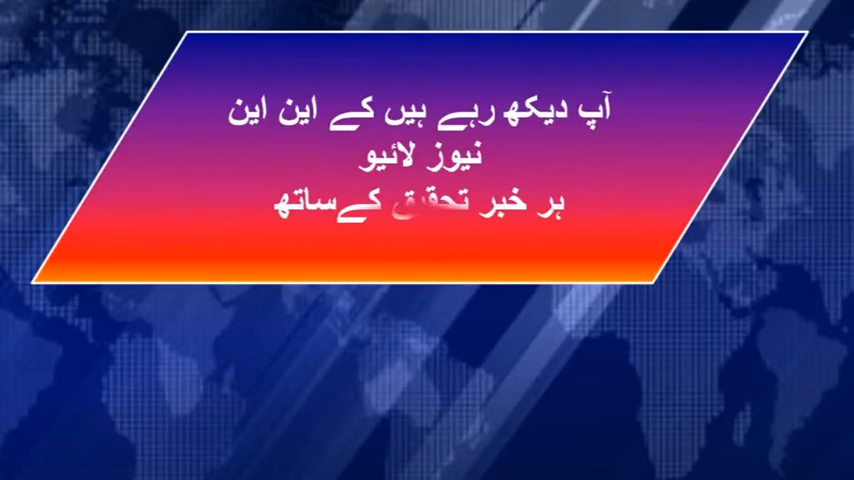 آپ دیکھ رہے ہیں کے این این
نیوز لائیو
ہر خبر تحقیق کےساتھ